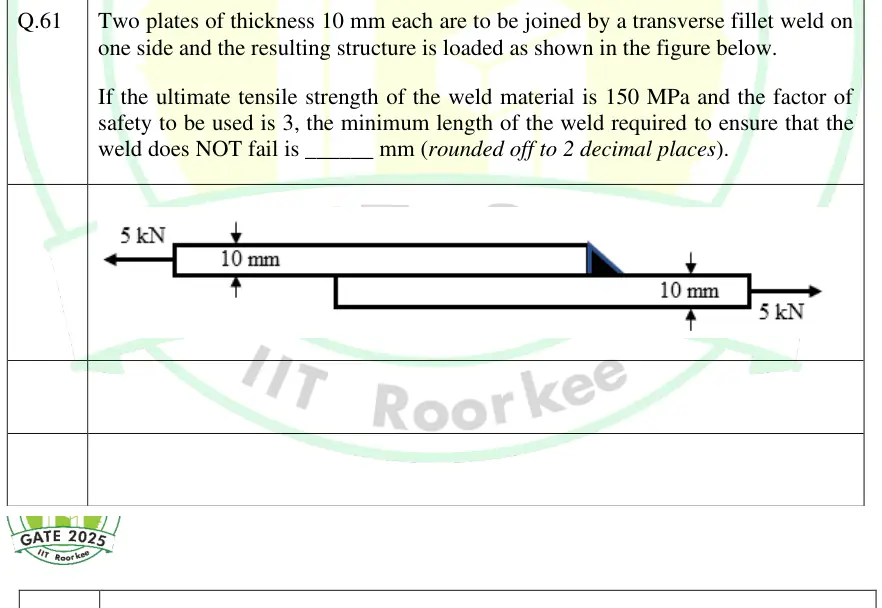 Q.61
Two plates of thickness 10 mm each are to be joined by a transverse fillet weld on
one side and the resulting structure is loaded as shown in the figure below.
If the ultimate tensile strength of the weld material is 150 MPa and the factor of
safety to be used is 3, the minimum length of the weld required to ensure that the
weld does NOT fail is ______ mm (rounded off to 2 decimal places).
5 kN
10 mm
10 mm
5 kN
IIT Roorkee
GATE 2025
IIT Roorkee